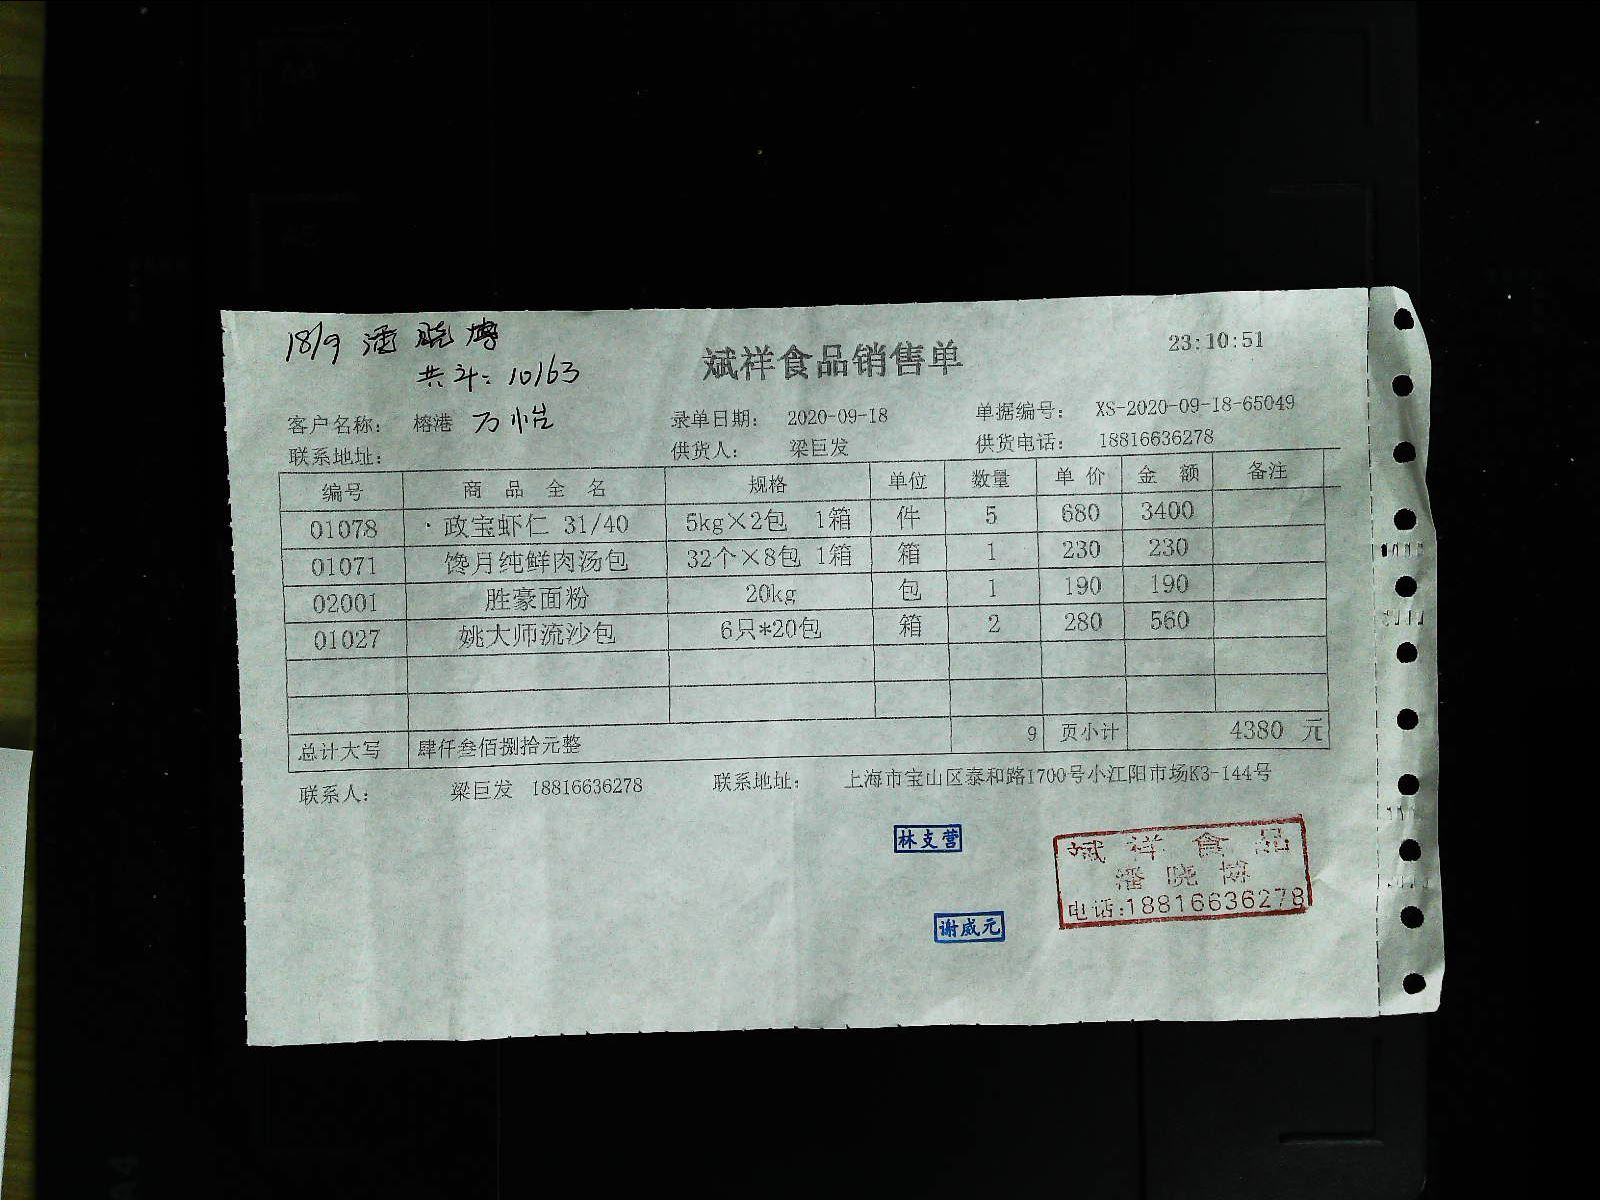 18/9 潘晓博
共计: 10163
斌祥食品销售单
23:10:51
客户名称: 榕港 万怡 录单日期: 2020-09-18 单据编号: XS-2020-09-18-65049
联系地址: 供货人: 梁巨发 供货电话: 18816636278
编号 商品全名 规格 单位 数量 单价 金额 备注
01078 ·政宝虾仁 31/40 5kg×2包 1箱 件 5 680 3400
01071 馋月纯鲜肉汤包 32个×8包 1箱 箱 1 230 230
02001 胜豪面粉 20kg 包 1 190 190
01027 姚大师流沙包 6只*20包 箱 2 280 560
总计大写 肆仟叁佰捌拾元整 9 页小计 4380 元
联系人: 梁巨发 18816636278 联系地址: 上海市宝山区泰和路1700号小江阳市场K3-144号
林支营
斌祥食品
潘晓博
电话:18816636278
谢威元